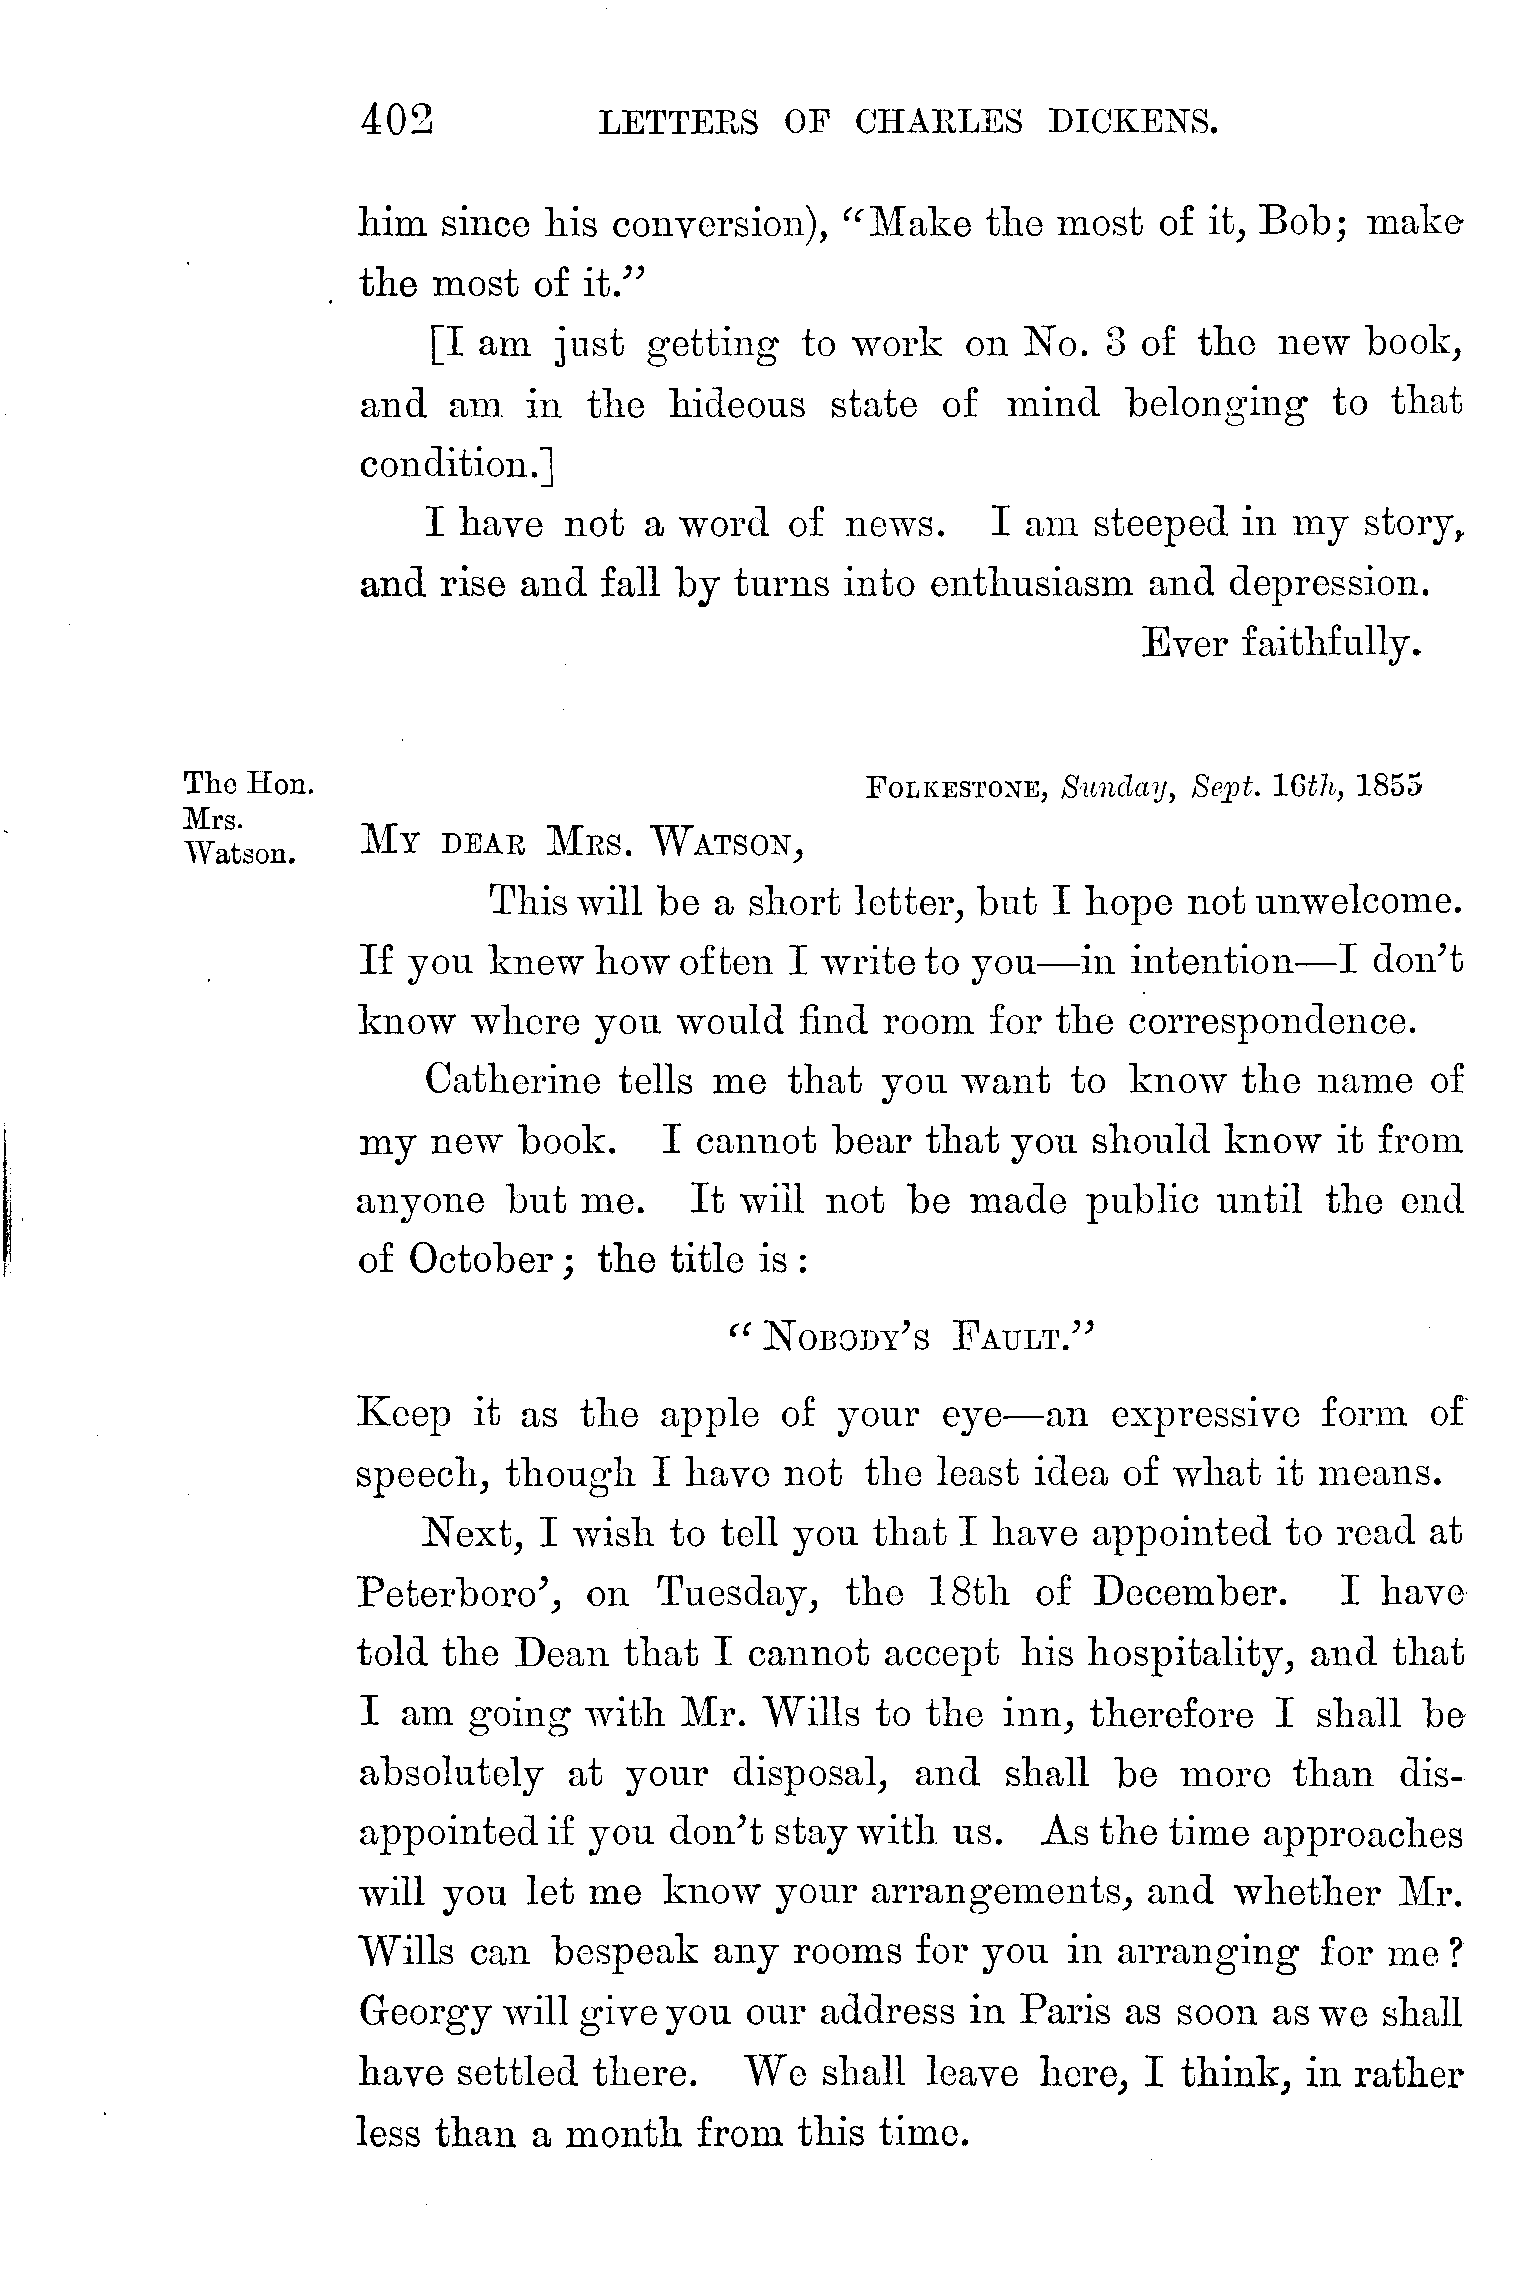 402 LETTERS OF CHARLES DICKENS.
him since his conversion), “Make the most of it, Bob; make
the most of it.”
[I am just getting to work on No. 3 of the new book,
and am in the hideous state of mind belonging to that
condition.]
I have not a word of news. I am steeped in my story,
and rise and fall by turns into enthusiasm and depression.
Ever faithfully.
The Hon.
Mrs.
Watson.
FOLKESTONE, Sunday, Sept. 16th, 1855
MY DEAR MRS. WATSON,
This will be a short letter, but I hope not unwelcome.
If you knew how often I write to you—in intention—I don’t
know where you would find room for the correspondence.
Catherine tells me that you want to know the name of
my new book. I cannot bear that you should know it from
anyone but me. It will not be made public until the end
of October; the title is:
“NOBODY’S FAULT.”
Keep it as the apple of your eye—an expressive form of
speech, though I have not the least idea of what it means.
Next, I wish to tell you that I have appointed to read at
Peterboro’, on Tuesday, the 18th of December. I have
told the Dean that I cannot accept his hospitality, and that
I am going with Mr. Wills to the inn, therefore I shall be
absolutely at your disposal, and shall be more than dis-
appointed if you don’t stay with us. As the time approaches
will you let me know your arrangements, and whether Mr.
Wills can bespeak any rooms for you in arranging for me?
Georgy will give you our address in Paris as soon as we shall
have settled there. We shall leave here, I think, in rather
less than a month from this time.